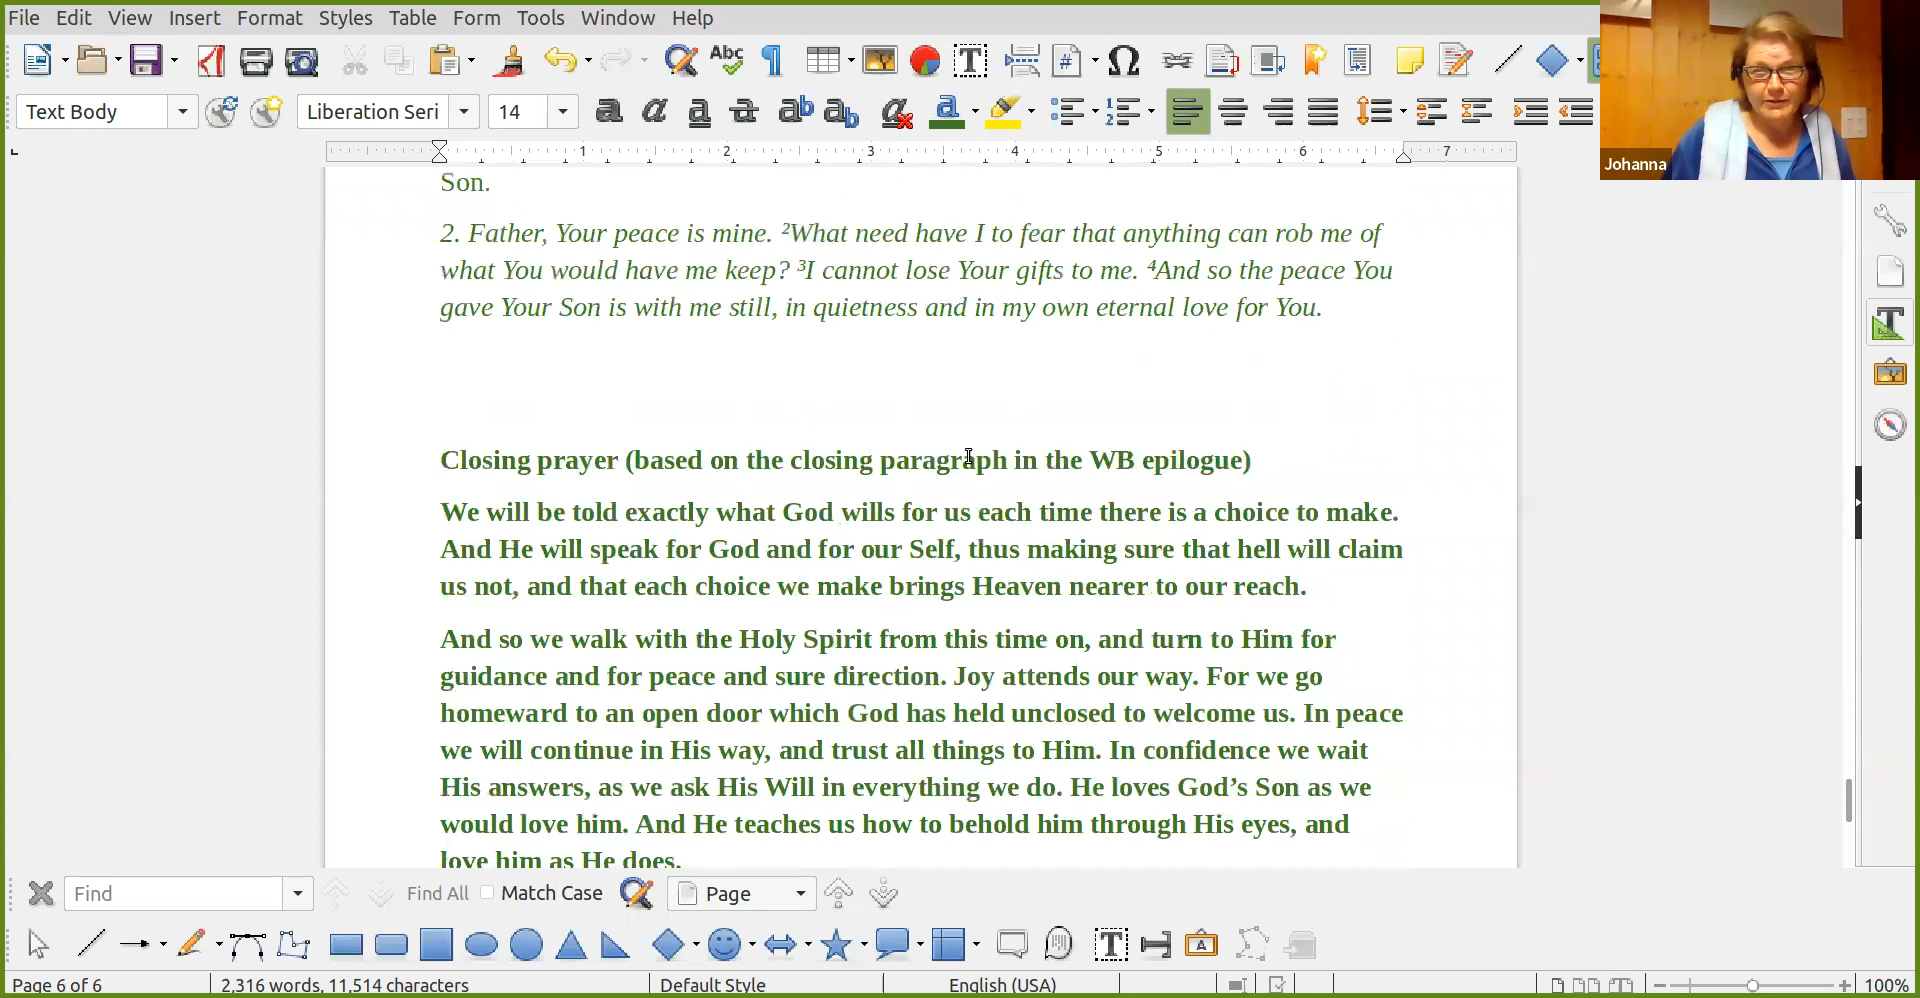 File Edit View Insert Format Styles Table Form Tools Window Help
Abc
Text Body Liberation Seri 14
1 2 3 4 5 6 7
Johanna
Son.
2. Father, Your peace is mine. ²What need have I to fear that anything can rob me of
what You would have me keep? ³I cannot lose Your gifts to me. ⁴And so the peace You
gave Your Son is with me still, in quietness and in my own eternal love for You.
Closing prayer (based on the closing paragraph in the WB epilogue)
We will be told exactly what God wills for us each time there is a choice to make.
And He will speak for God and for our Self, thus making sure that hell will claim
us not, and that each choice we make brings Heaven nearer to our reach.
And so we walk with the Holy Spirit from this time on, and turn to Him for
guidance and for peace and sure direction. Joy attends our way. For we go
homeward to an open door which God has held unclosed to welcome us. In peace
we will continue in His way, and trust all things to Him. In confidence we wait
His answers, as we ask His Will in everything we do. He loves God’s Son as we
would love him. And He teaches us how to behold him through His eyes, and
love him as He does.
Find Find All Match Case Page
Page 6 of 6 2,316 words, 11,514 characters Default Style English (USA) 100%